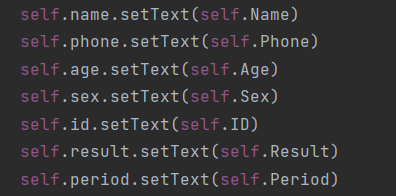 self.name.setText(self.Name)
self.phone.setText(self.Phone)
self.age.setText(self.Age)
self.sex.setText(self.Sex)
self.id.setText(self.ID)
self.result.setText(self.Result)
self.period.setText(self.Period)